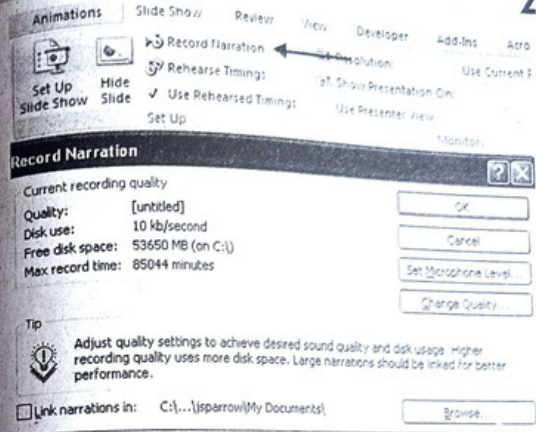 Animations Slide Show Review View Developer Add-Ins Acro
Record Narration Resolution: Use Current
Rehearse Timings Show Presentation On:
Set Up Slide Show Hide Slide Use Rehearsed Timings Use Presenter View
Set Up Monitors
Record Narration
Current recording quality
Quality: [untitled] OK
Disk use: 10 kb/second
Free disk space: 53650 MB (on C:\) Cancel
Max record time: 85044 minutes
Set Microphone Level...
Change Quality...
Tip
Adjust quality settings to achieve desired sound quality and disk usage. Higher
recording quality uses more disk space. Large narrations should be linked for better
performance.
Link narrations in: C:\...\jsparrow\My Documents\ Browse...